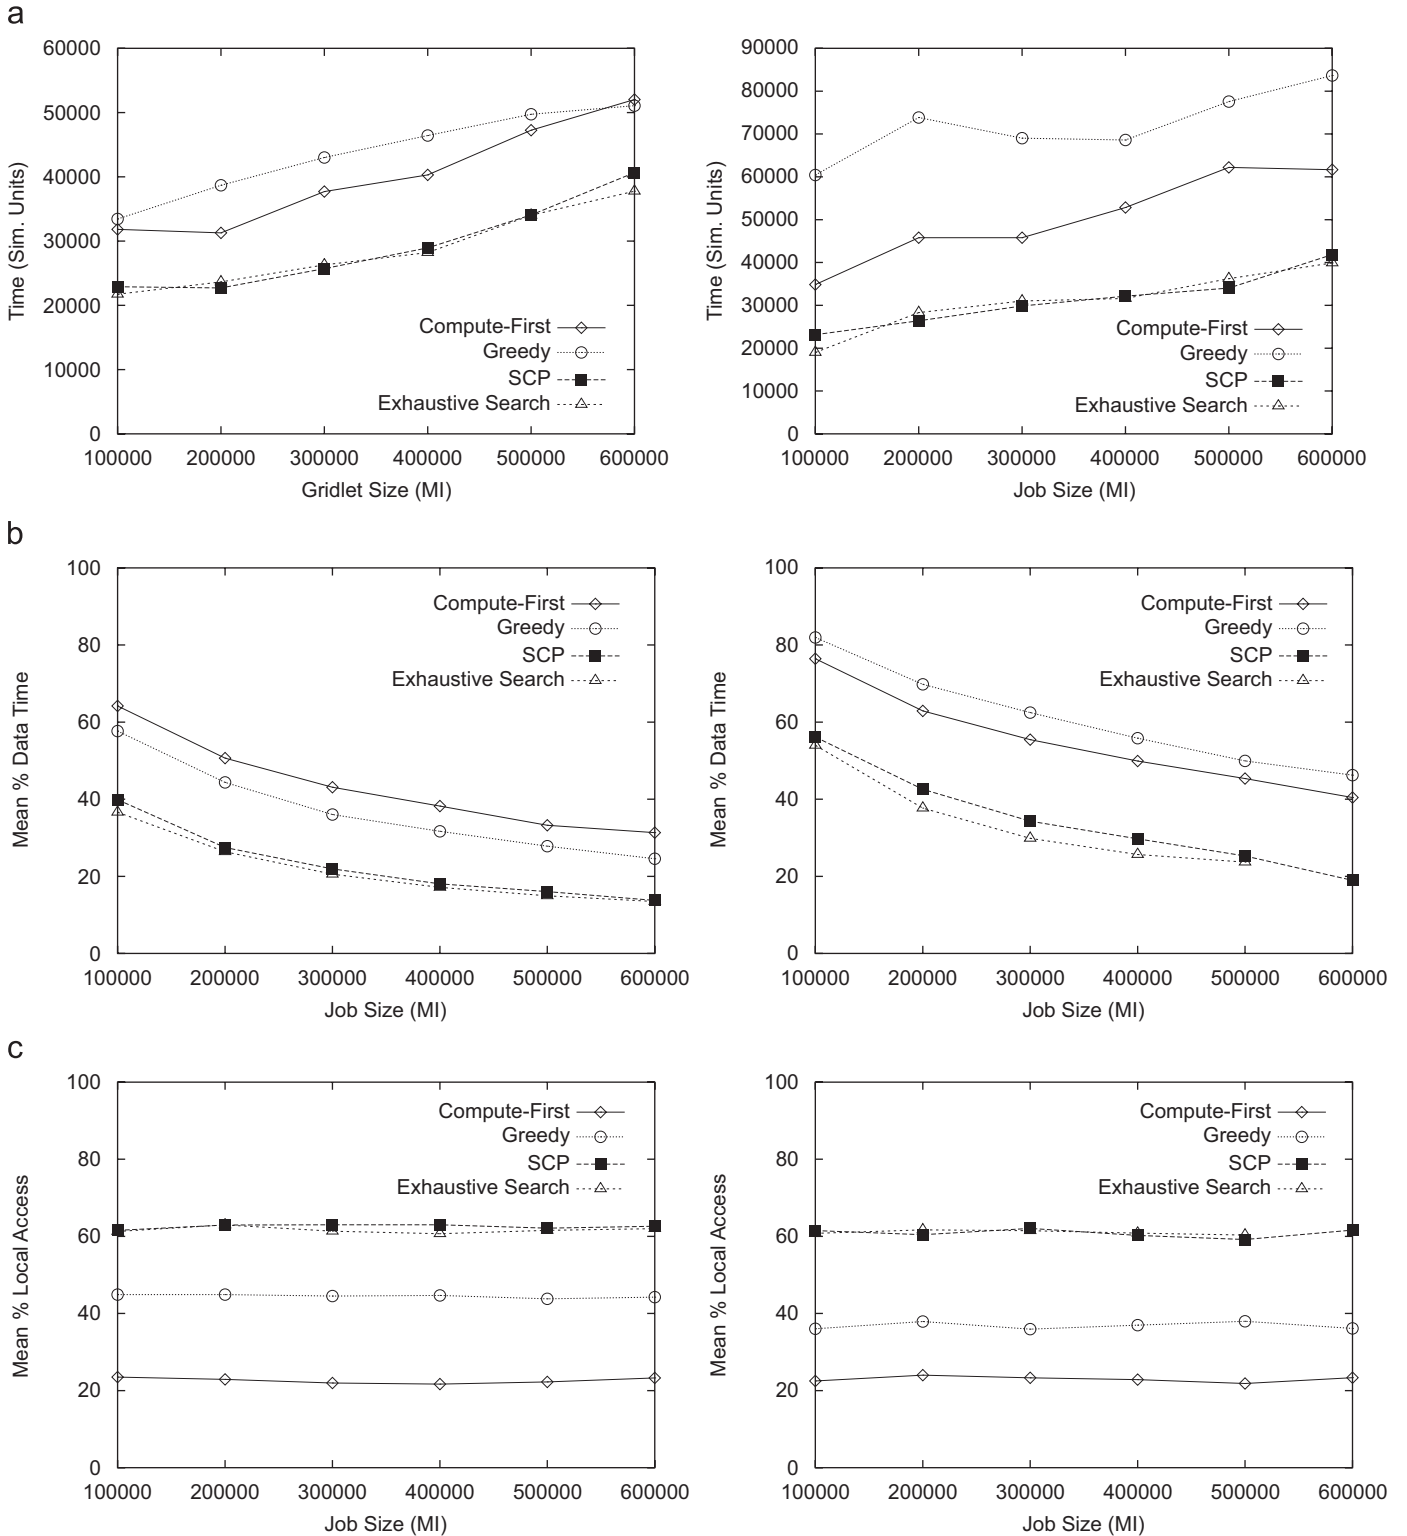 a
60000
50000
40000
30000
20000
10000
0
Time (Sim. Units)
Compute-First
Greedy
SCP
Exhaustive Search
100000 200000 300000 400000 500000 600000
Gridlet Size (MI)
90000
80000
70000
60000
50000
40000
30000
20000
10000
0
Time (Sim. Units)
Compute-First
Greedy
SCP
Exhaustive Search
100000 200000 300000 400000 500000 600000
Job Size (MI)
b
100
80
60
40
20
0
Mean % Data Time
Compute-First
Greedy
SCP
Exhaustive Search
100000 200000 300000 400000 500000 600000
Job Size (MI)
100
80
60
40
20
0
Mean % Data Time
Compute-First
Greedy
SCP
Exhaustive Search
100000 200000 300000 400000 500000 600000
Job Size (MI)
c
100
80
60
40
20
0
Mean % Local Access
Compute-First
Greedy
SCP
Exhaustive Search
100000 200000 300000 400000 500000 600000
Job Size (MI)
100
80
60
40
20
0
Mean % Local Access
Compute-First
Greedy
SCP
Exhaustive Search
100000 200000 300000 400000 500000 600000
Job Size (MI)